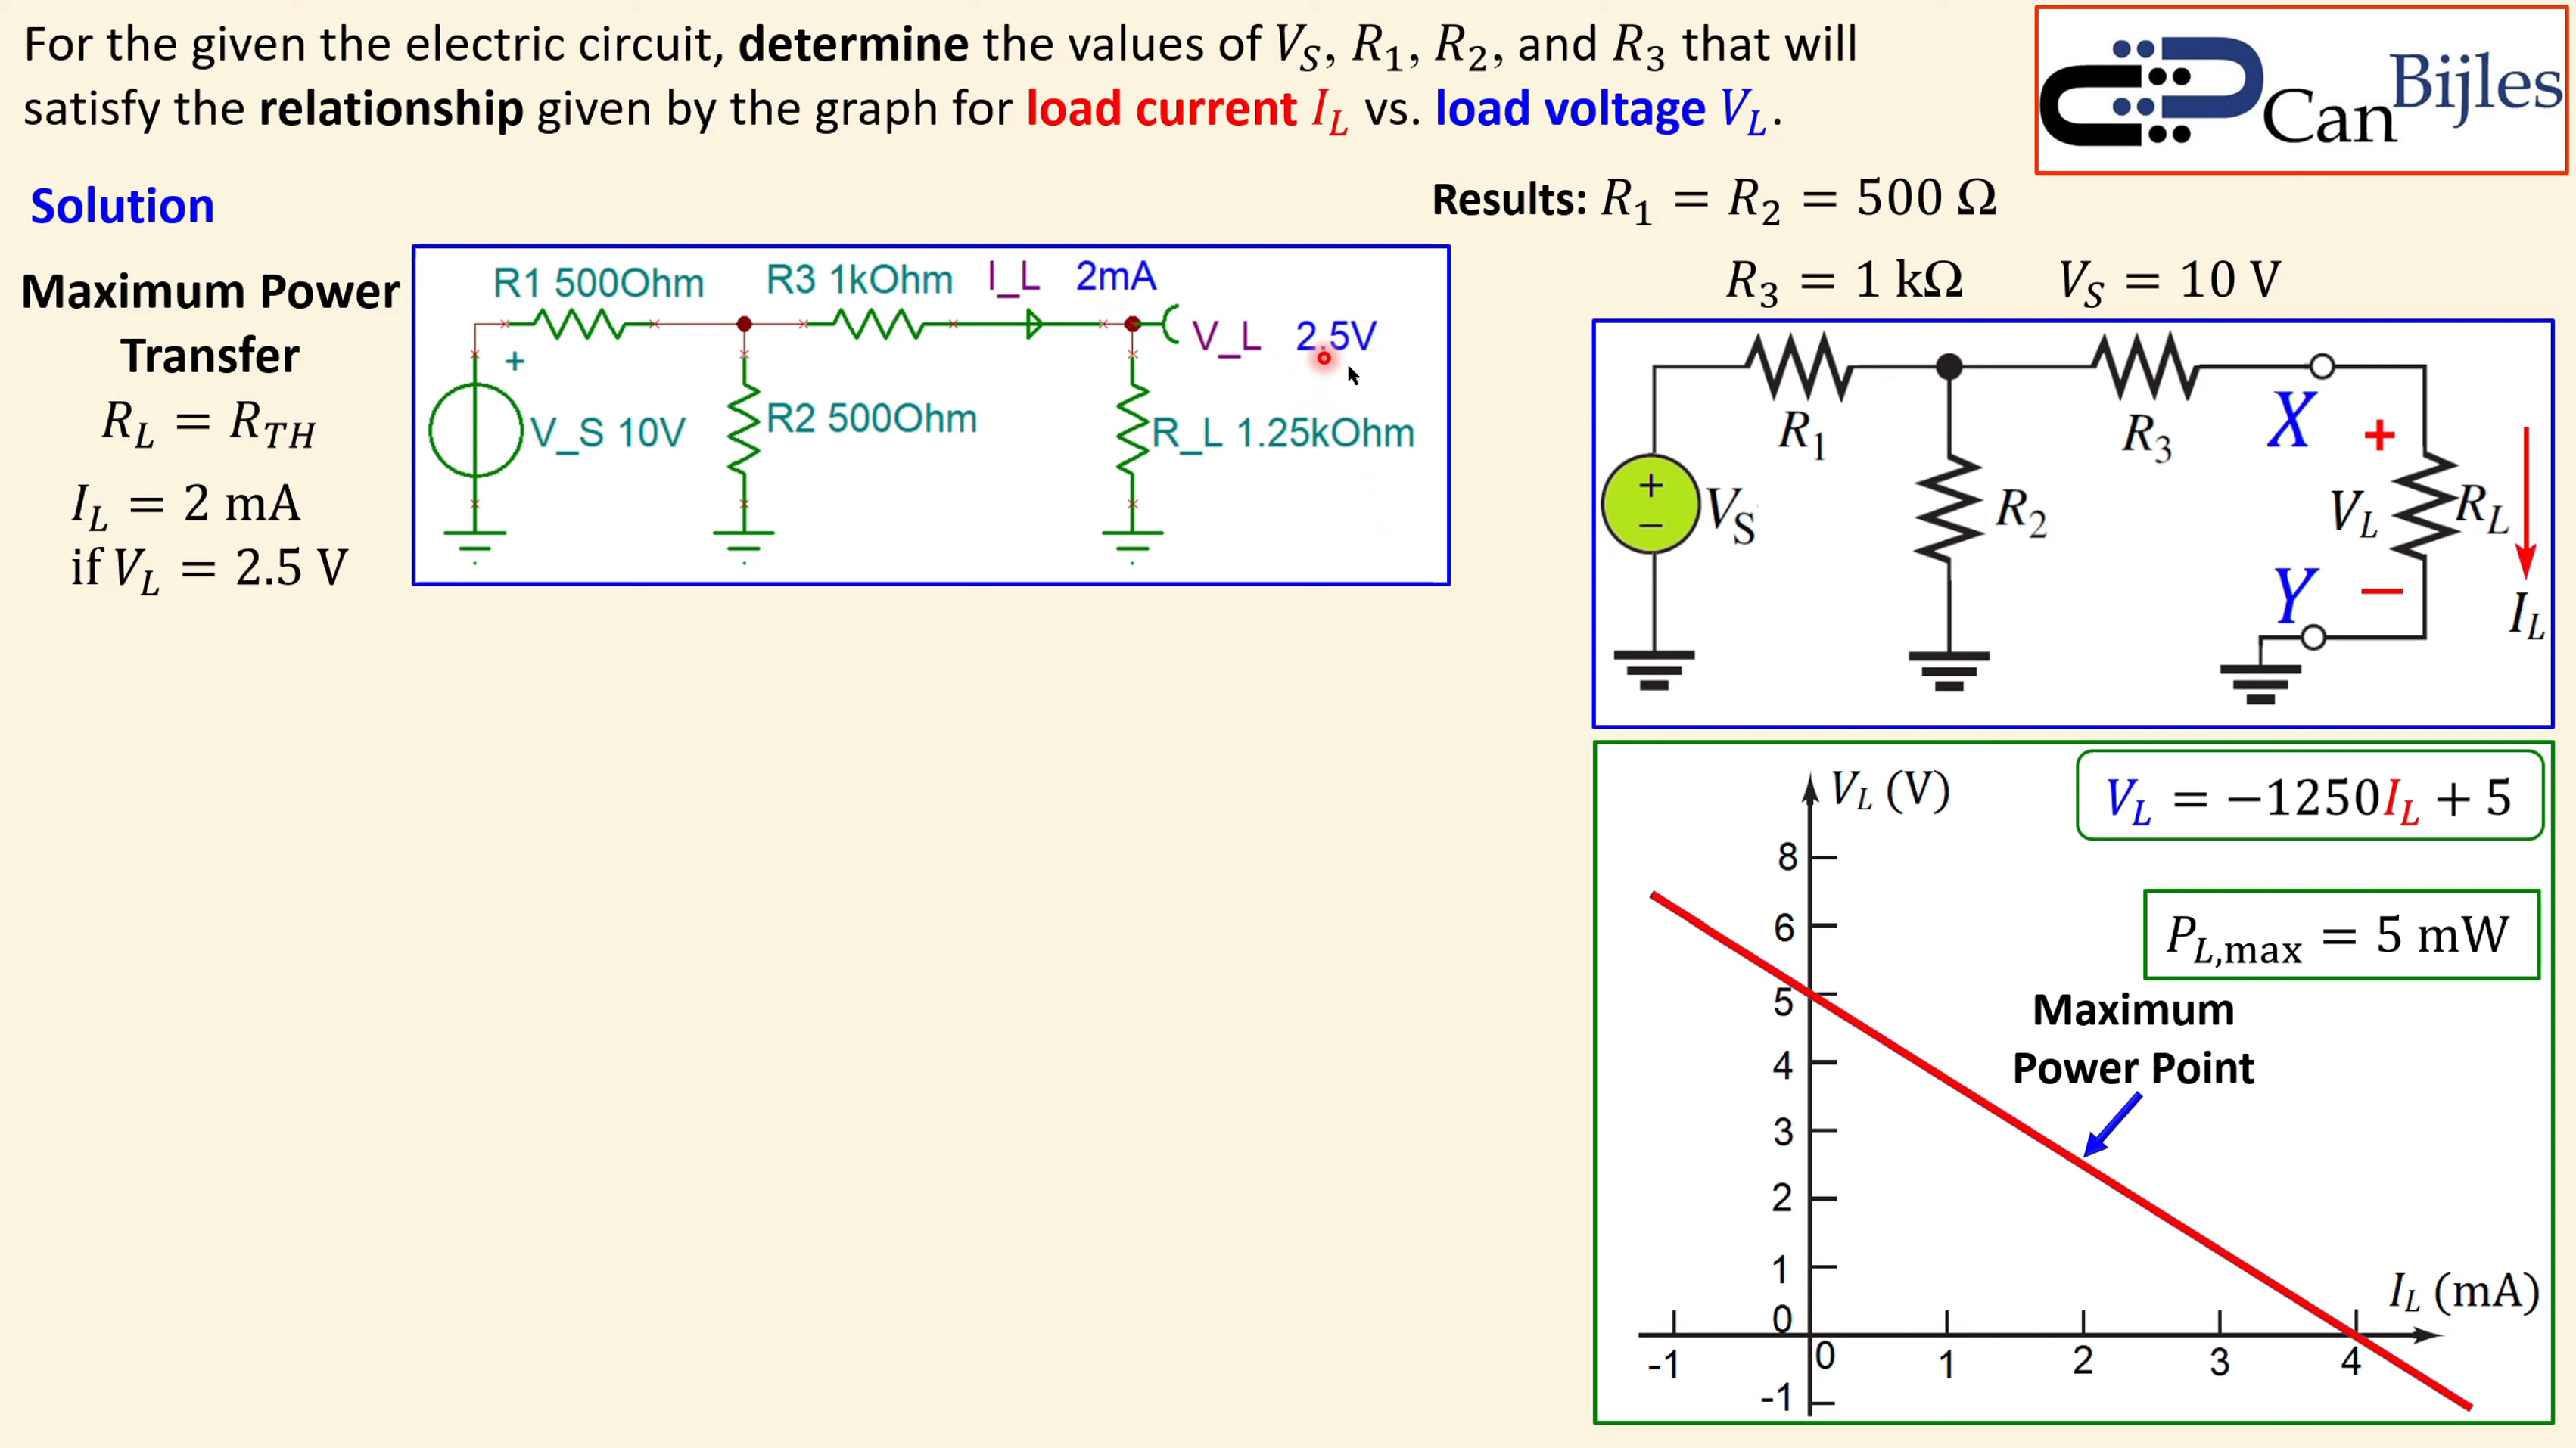 For the given the electric circuit, determine the values of V_S, R_1, R_2, and R_3 that will
satisfy the relationship given by the graph for load current I_L vs. load voltage V_L.
Can Bijles
Solution
Results: R_1 = R_2 = 500 Ω
R_3 = 1 kΩ V_S = 10 V
Maximum Power
Transfer
R_L = R_TH
I_L = 2 mA
if V_L = 2.5 V
R1 500Ohm R3 1kOhm I_L 2mA
V_L 2.5V
+
V_S 10V R2 500Ohm R_L 1.25kOhm
R_1 R_3 X +
+
−
V_S R_2 V_L R_L
Y −
I_L
V_L (V)
V_L = −1250I_L + 5
P_L,max = 5 mW
Maximum
Power Point
8
6
5
4
3
2
1
0
-1
I_L (mA)
-1 0 1 2 3 4